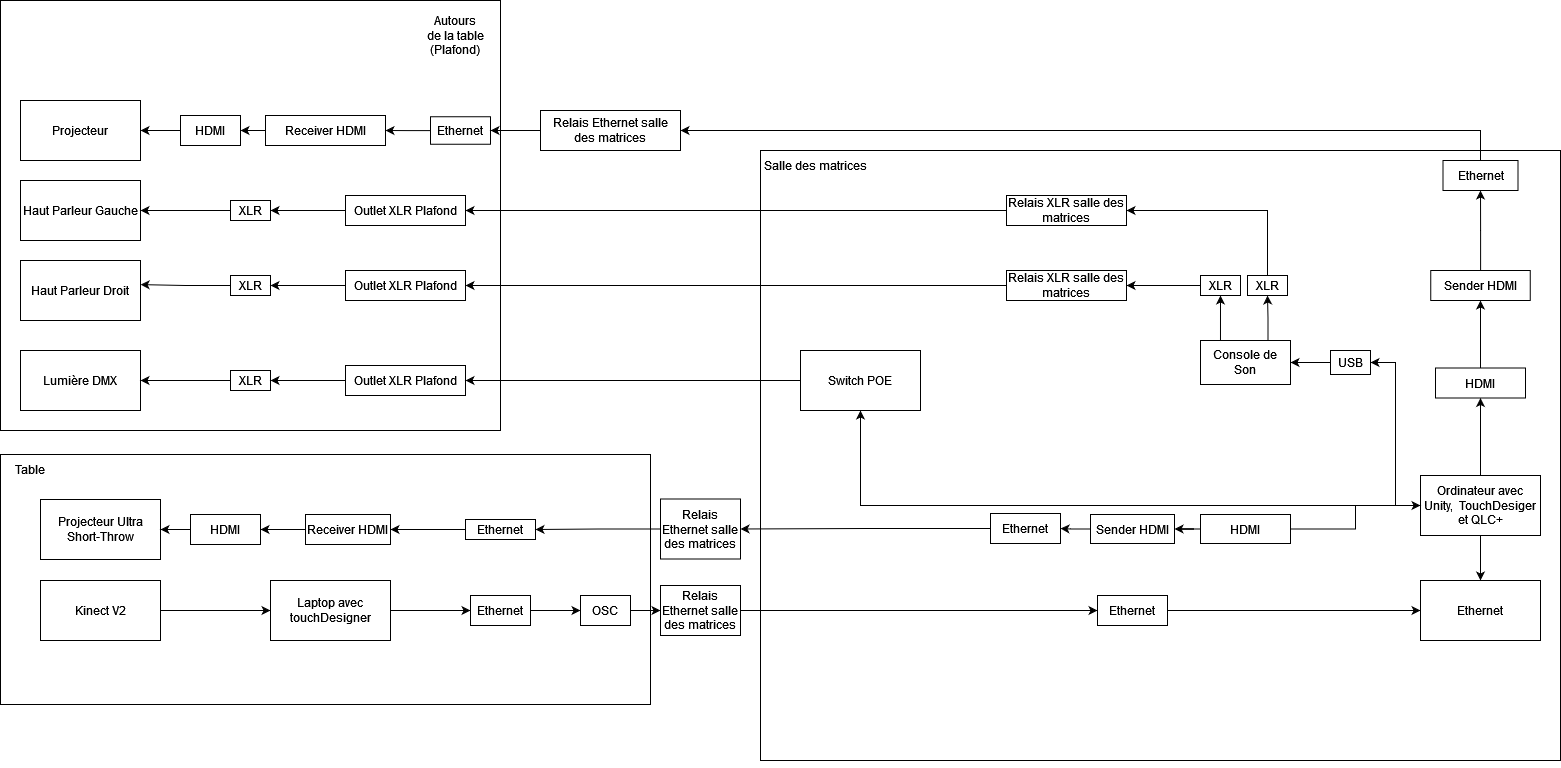 Autours
de la table
(Plafond)
Projecteur
HDMI
Receiver HDMI
Ethernet
Relais Ethernet salle
des matrices
Salle des matrices
Ethernet
Haut Parleur Gauche
XLR
Outlet XLR Plafond
Relais XLR salle des
matrices
Haut Parleur Droit
XLR
Outlet XLR Plafond
Relais XLR salle des
matrices
XLR
XLR
Sender HDMI
Lumière DMX
XLR
Outlet XLR Plafond
Switch POE
Console de
Son
USB
HDMI
Table
Projecteur Ultra
Short-Throw
HDMI
Receiver HDMI
Ethernet
Relais
Ethernet salle
des matrices
Ethernet
Sender HDMI
HDMI
Ordinateur avec
Unity, TouchDesiger
et QLC+
Kinect V2
Laptop avec
touchDesigner
Ethernet
OSC
Relais
Ethernet salle
des matrices
Ethernet
Ethernet